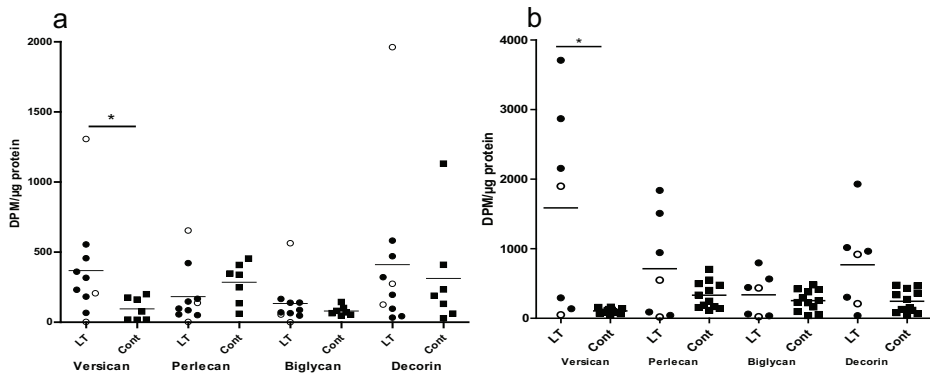 a
2000
1500
1000
500
0
DPM/µg protein
*
LT Cont LT Cont LT Cont LT Cont
Versican Perlecan Biglycan Decorin
b
4000
3000
2000
1000
0
DPM/µg protein
*
LT Cont LT Cont LT Cont LT Cont
Versican Perlecan Biglycan Decorin